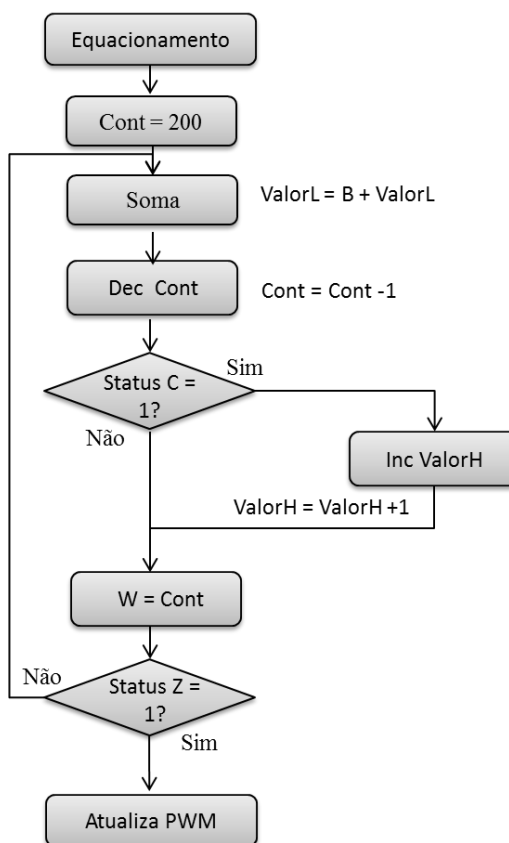 Equacionamento
Cont = 200
Soma
ValorL = B + ValorL
Dec Cont
Cont = Cont -1
Sim
Status C =
1?
Não
Inc ValorH
ValorH = ValorH +1
W = Cont
Não
Status Z =
1?
Sim
Atualiza PWM